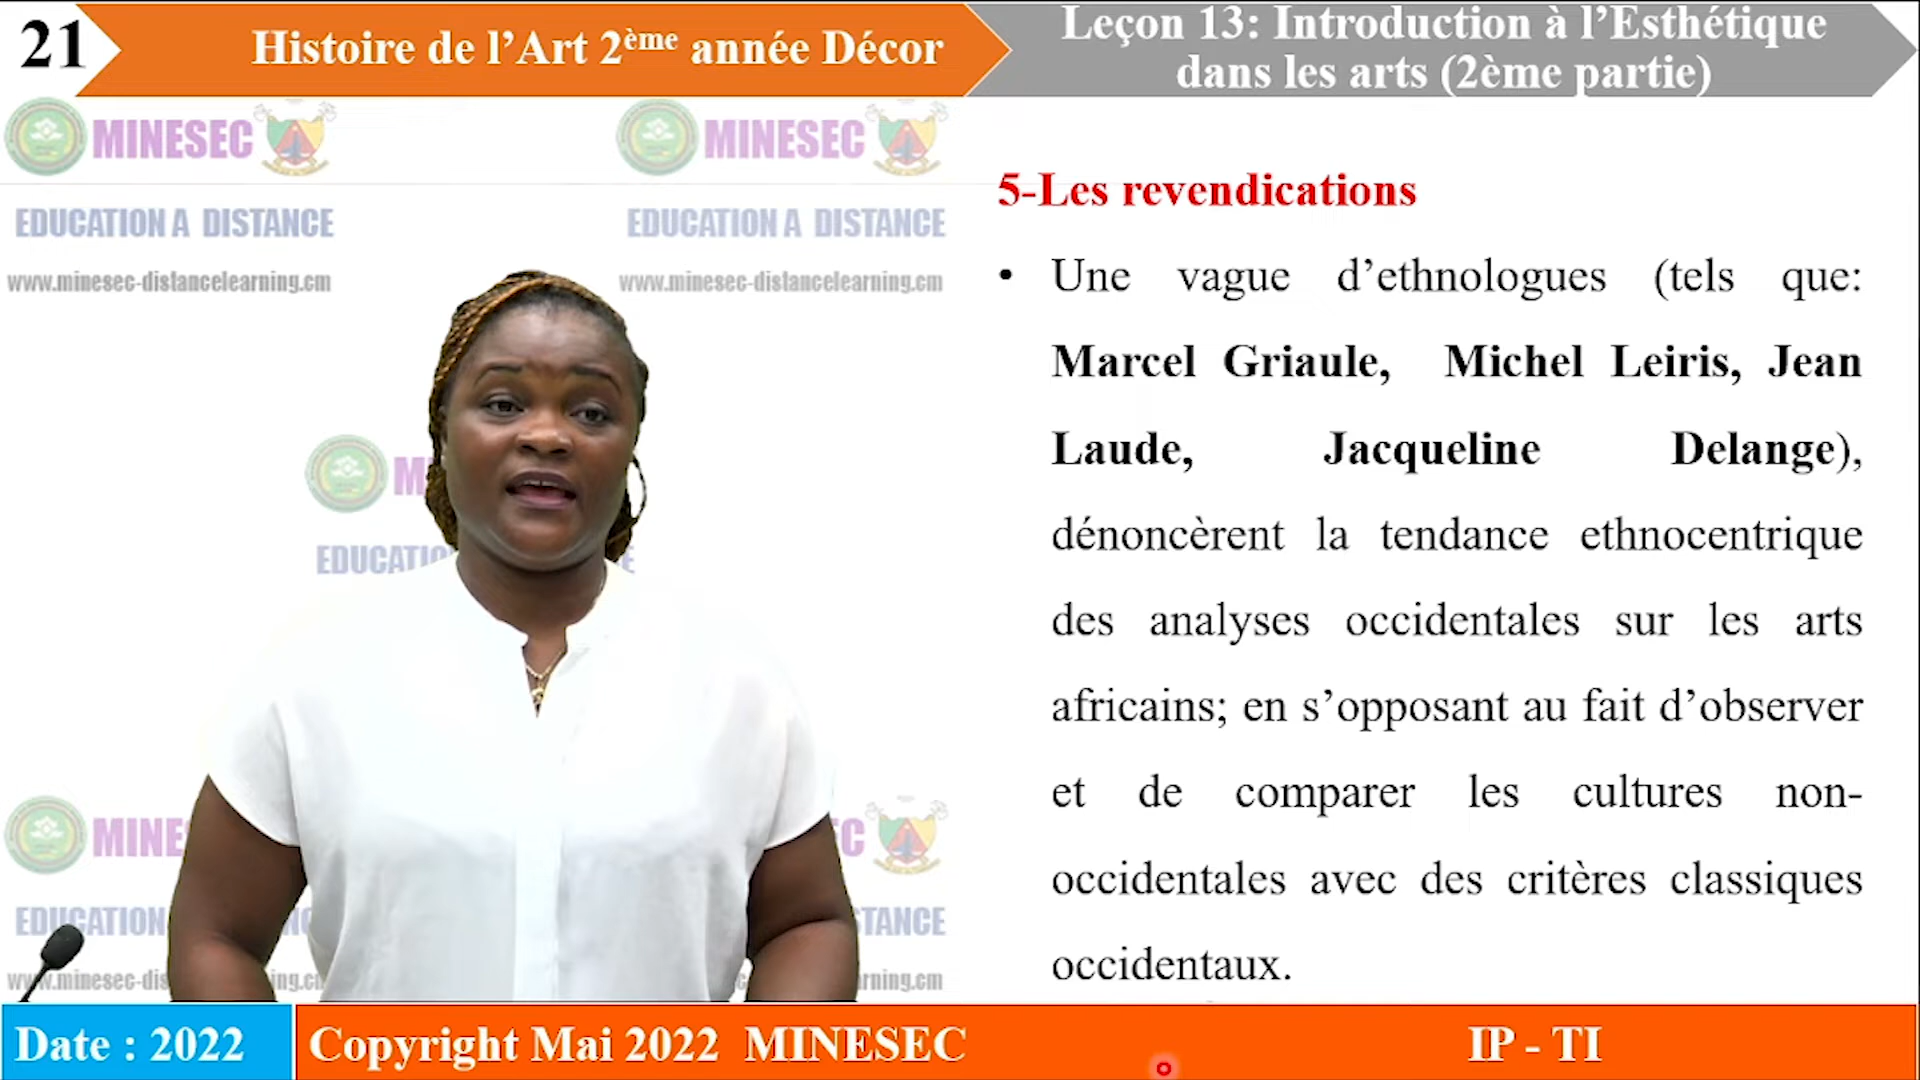 21
Histoire de l’Art 2ème année Décor
Leçon 13: Introduction à l’Esthétique
dans les arts (2ème partie)
MINESEC
MINESEC
EDUCATION A DISTANCE
EDUCATION A DISTANCE
www.minesec-distancelearning.cm
www.minesec-distancelearning.cm
5-Les revendications
• Une vague d’ethnologues (tels que:
Marcel Griaule, Michel Leiris, Jean
Laude, Jacqueline Delange),
dénoncèrent la tendance ethnocentrique
des analyses occidentales sur les arts
africains; en s’opposant au fait d’observer
et de comparer les cultures non-
occidentales avec des critères classiques
occidentaux.
Date : 2022
Copyright Mai 2022 MINESEC
IP - TI